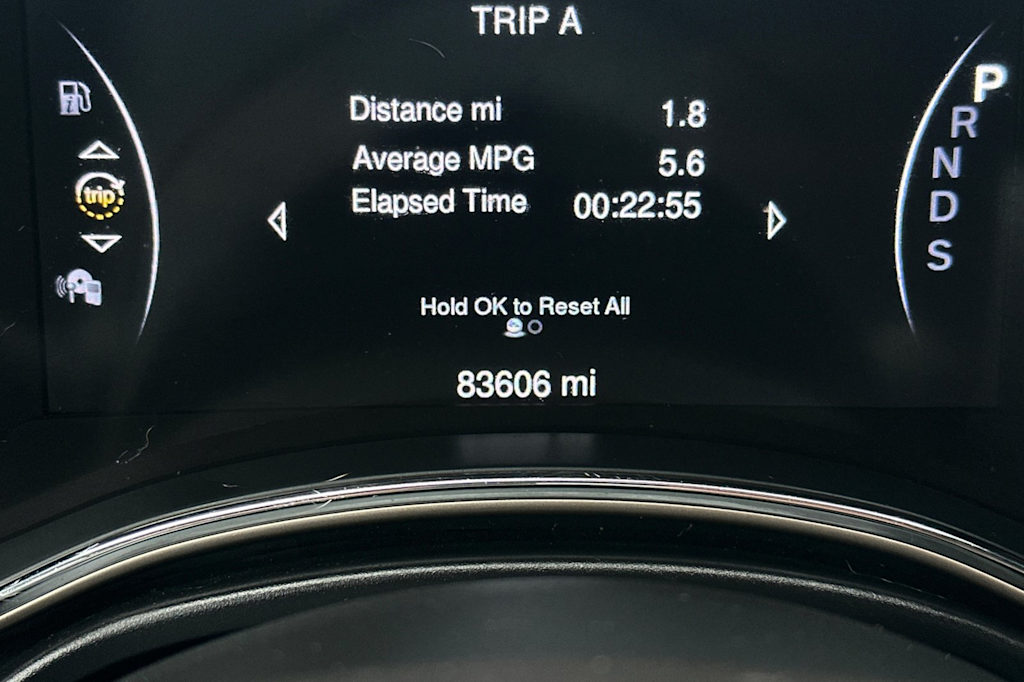 TRIP A
Distance mi 1.8
Average MPG 5.6
Elapsed Time 00:22:55
trip
Hold OK to Reset All
83606 mi
P
R
N
D
S